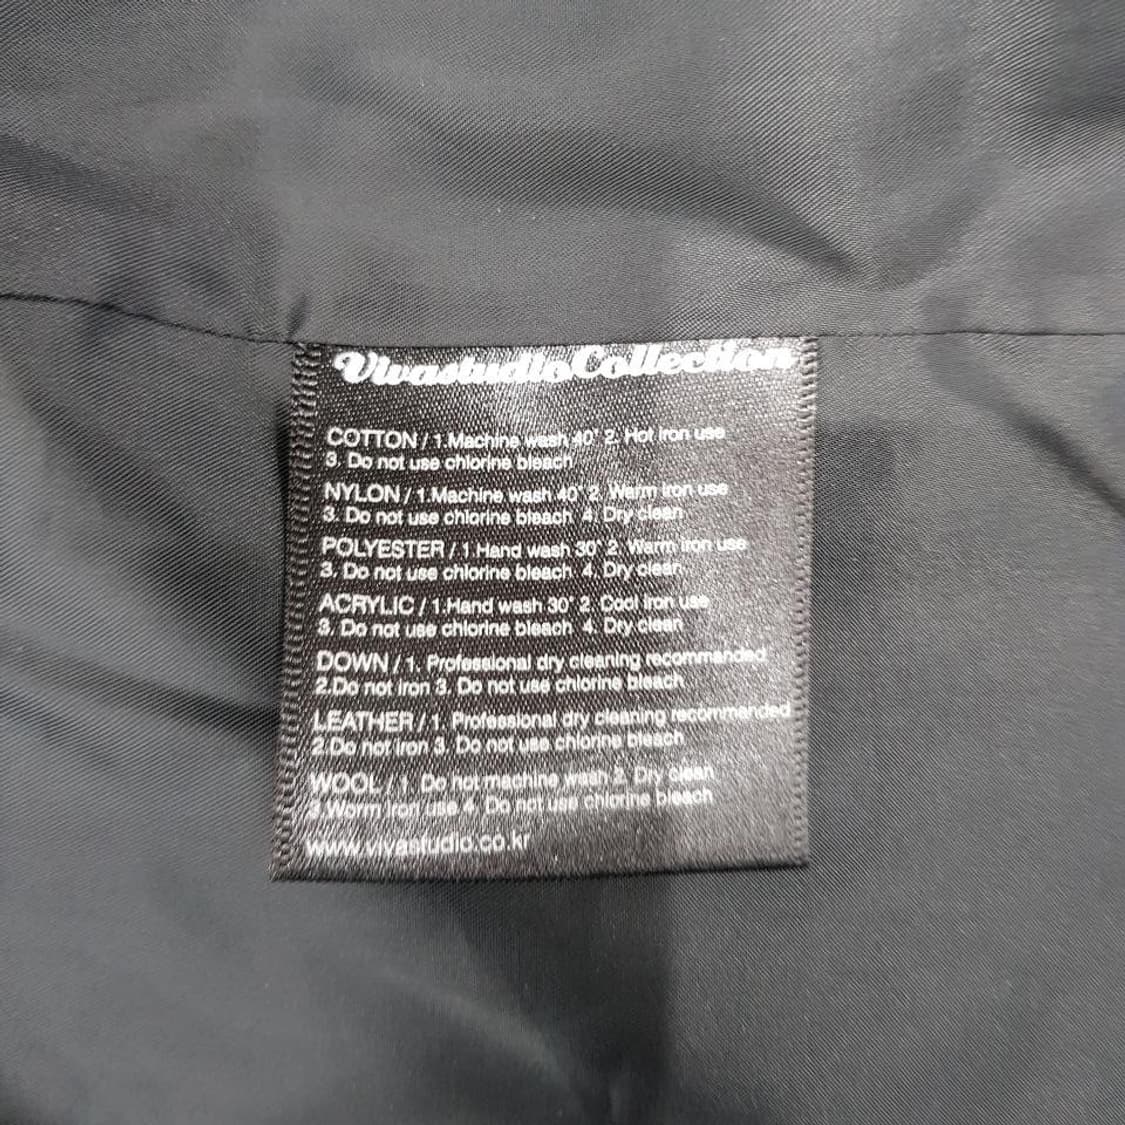 VivastudioCollection
COTTON / 1.Machine wash 40° 2. Hot iron use
3. Do not use chlorine bleach
NYLON / 1.Machine wash 40° 2. Warm iron use
3. Do not use chlorine bleach 4. Dry clean
POLYESTER / 1.Hand wash 30° 2. Warm iron use
3. Do not use chlorine bleach 4. Dry clean
ACRYLIC / 1.Hand wash 30° 2. Cool iron use
3. Do not use chlorine bleach 4. Dry clean
DOWN / 1. Professional dry cleaning recommended
2.Do not iron 3. Do not use chlorine bleach
LEATHER / 1. Professional dry cleaning recommended
2.Do not iron 3. Do not use chlorine bleach
WOOL / 1. Do not machine wash 2. Dry clean
3.Worm iron use 4. Do not use chlorine bleach
www.vivastudio.co.kr